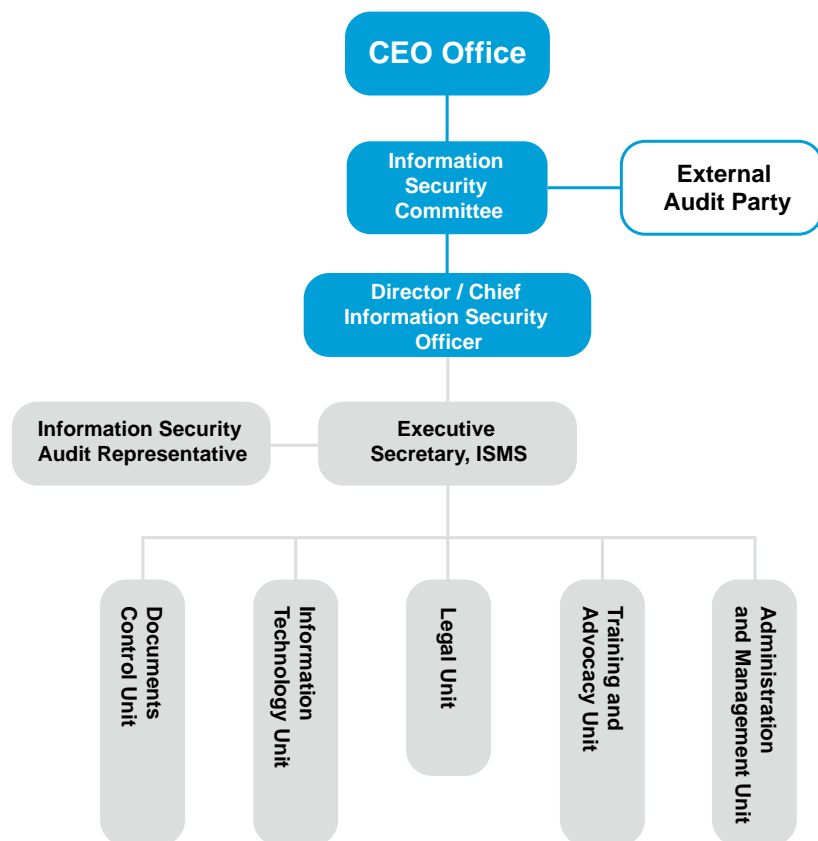 CEO Office
Information
Security
Committee
External
Audit Party
Director / Chief
Information Security
Officer
Information Security
Audit Representative
Executive
Secretary, ISMS
Documents
Control Unit
Information
Technology Unit
Legal Unit
Training and
Advocacy Unit
Administration
and Management Unit